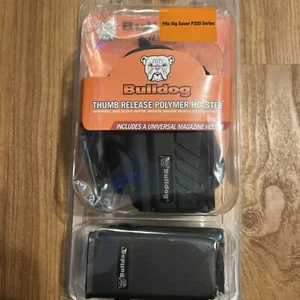 Fits Sig Sauer P320 Series
Bulldog
THUMB RELEASE POLYMER HOLSTER
INCLUDES A UNIVERSAL MAGAZINE HOLDER
Bulldog
Bulldog